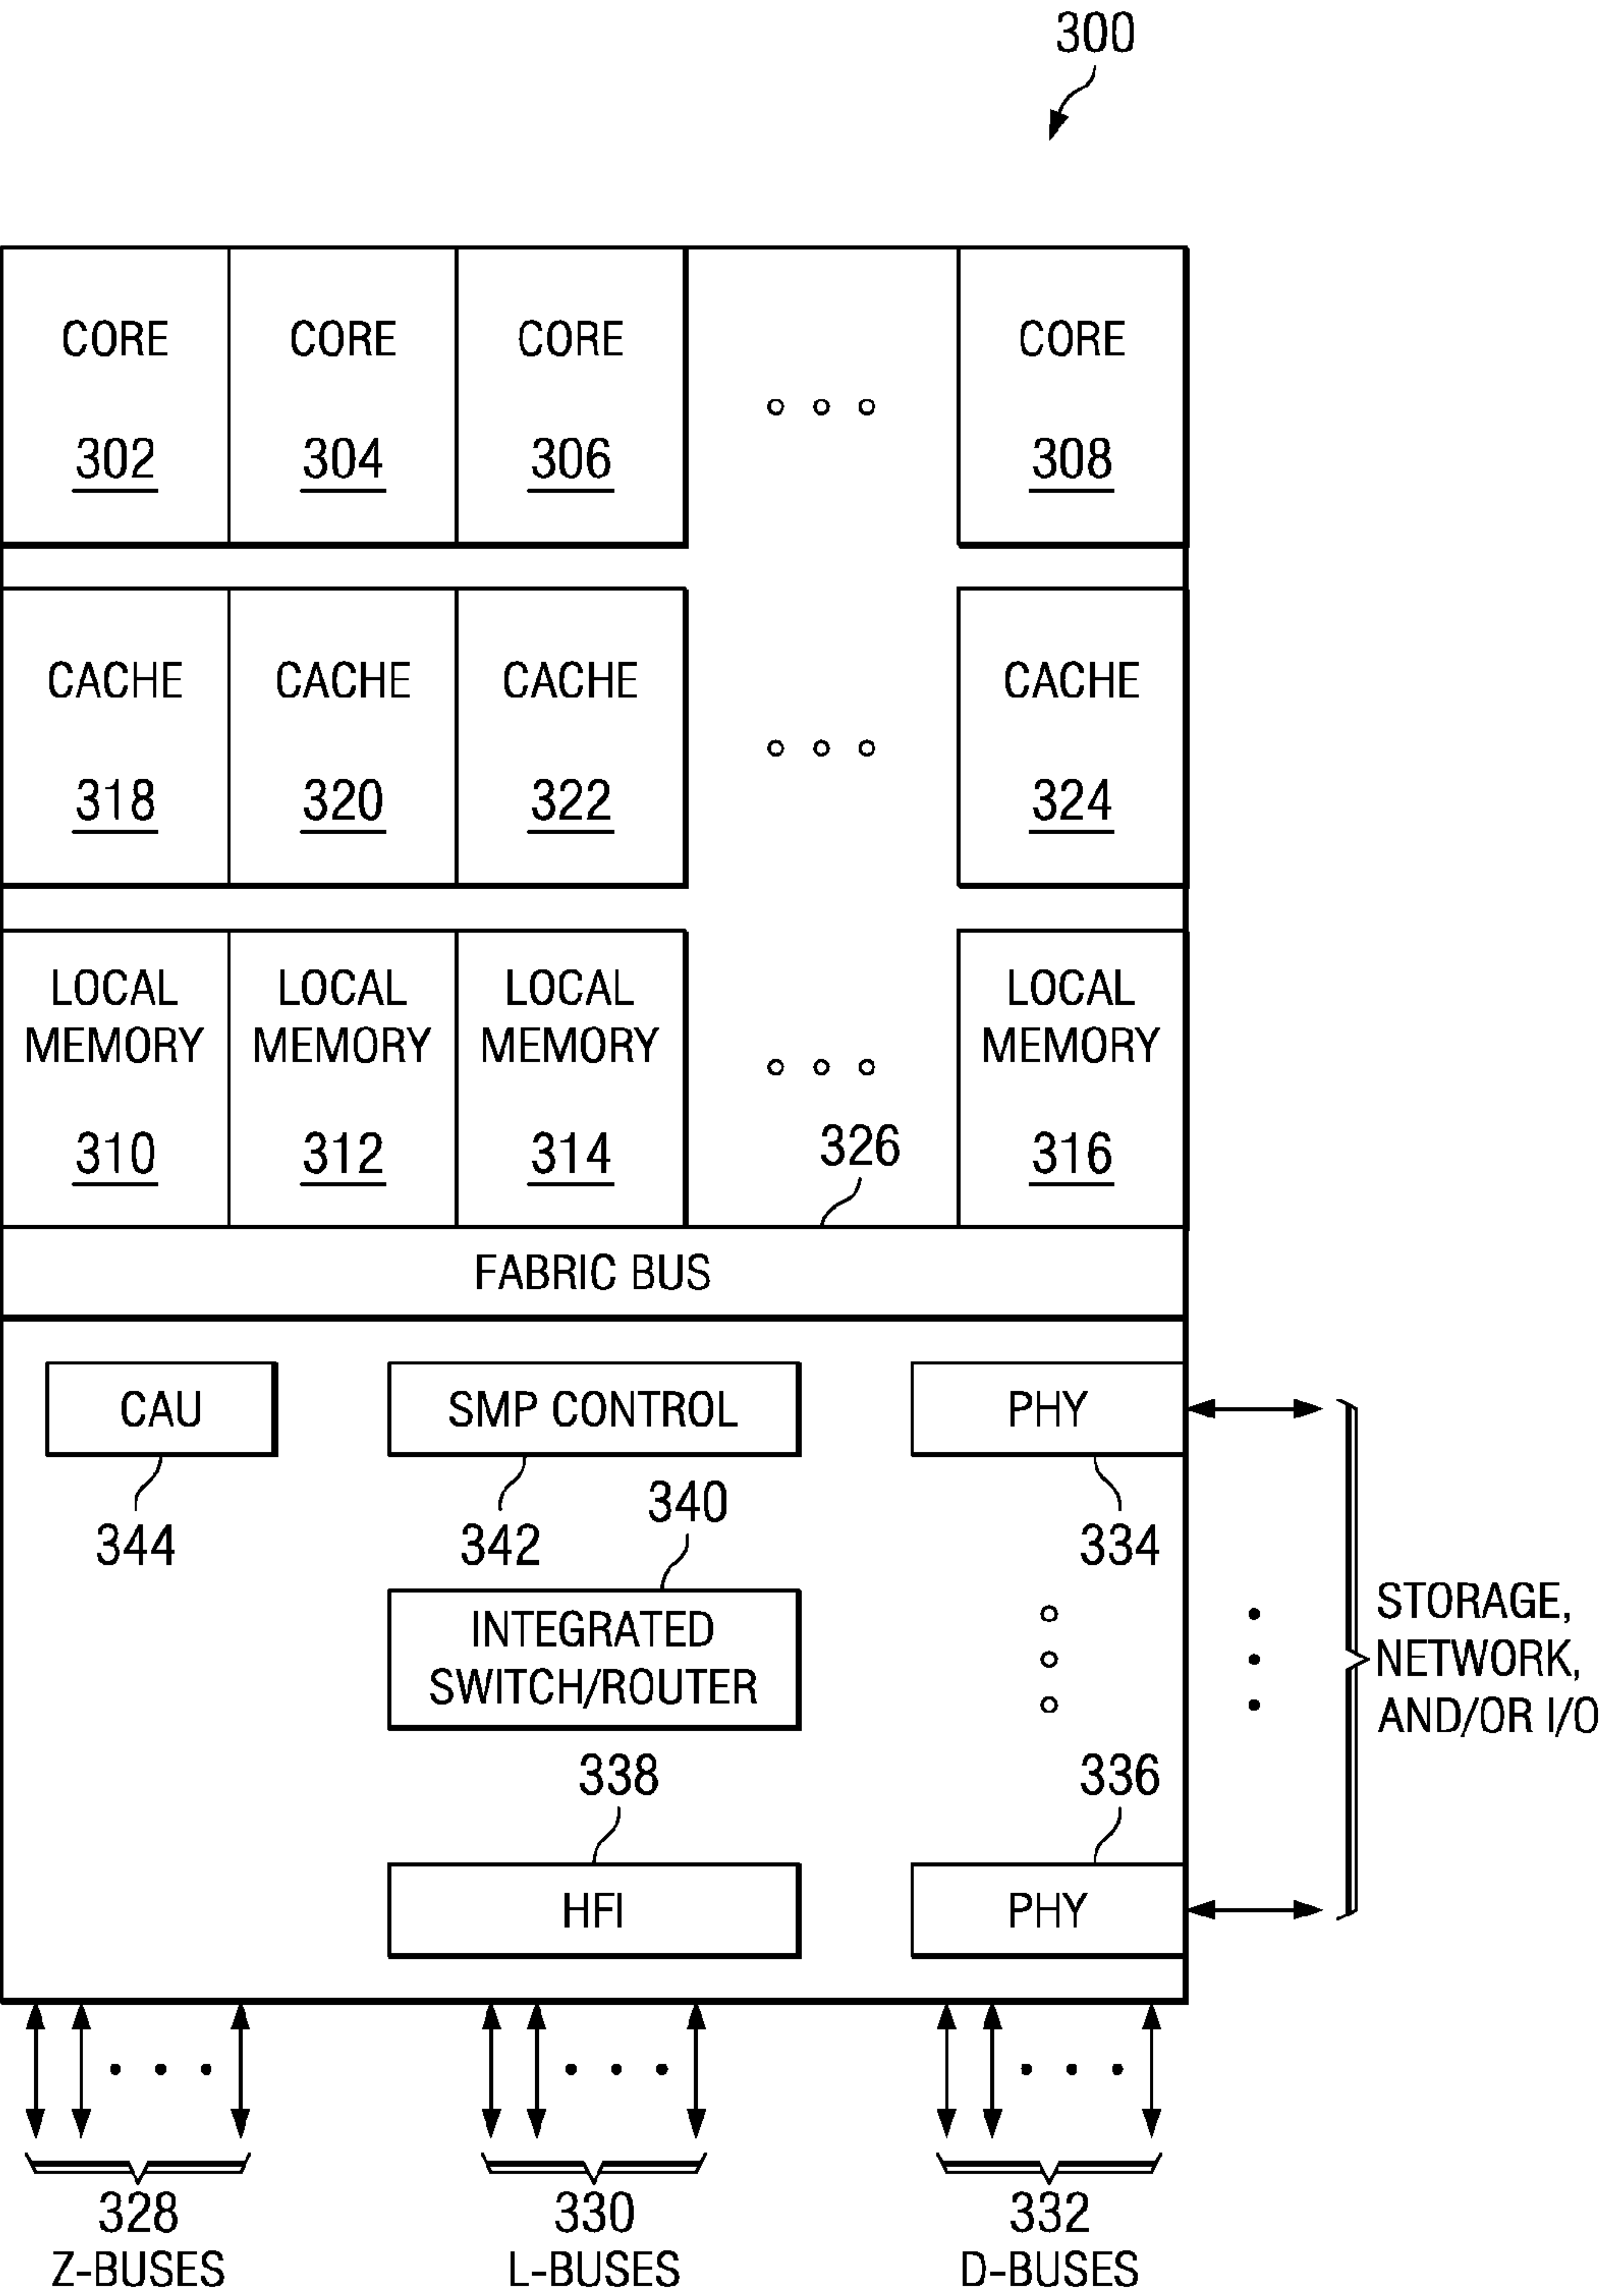 300
CORE CORE CORE CORE
302 304 306 308
CACHE CACHE CACHE CACHE
318 320 322 324
LOCAL LOCAL LOCAL LOCAL
MEMORY MEMORY MEMORY MEMORY
310 312 314 326 316
FABRIC BUS
CAU SMP CONTROL PHY
344 342 340 334
INTEGRATED
SWITCH/ROUTER
STORAGE,
NETWORK,
AND/OR I/O
338 336
HFI PHY
328 330 332
Z-BUSES L-BUSES D-BUSES